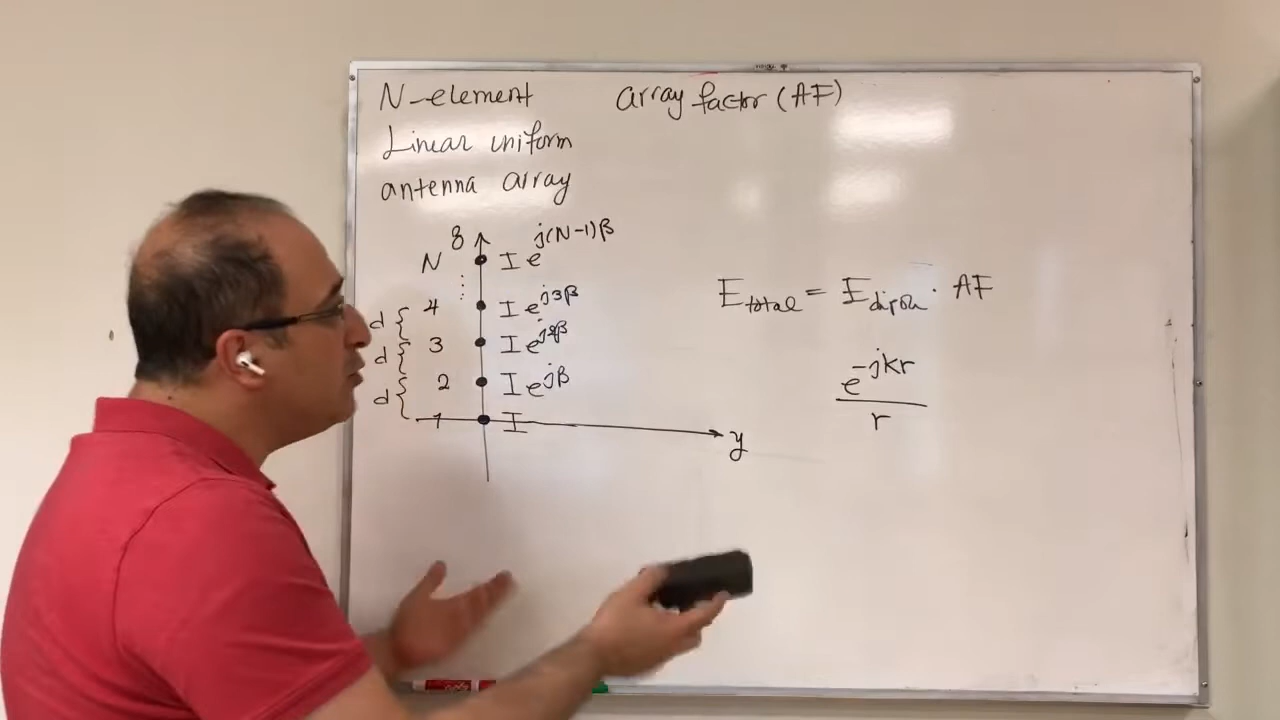 N-element array factor (AF)
Linear uniform
antenna array
z
N I e^{j(N-1)β}
4 I e^{j3β}
d
3 I e^{j2β}
d
2 I e^{jβ}
d
1 I
y
E_total = E_dipole · AF
e^{-jkr}
r